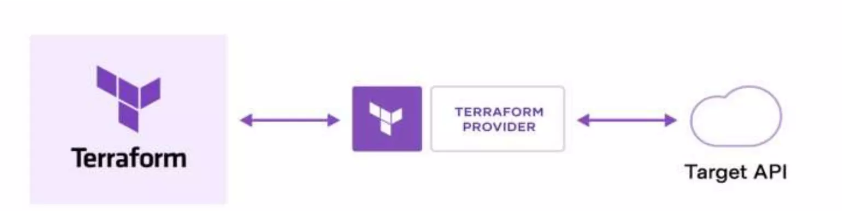 Terraform
TERRAFORM
PROVIDER
Target API